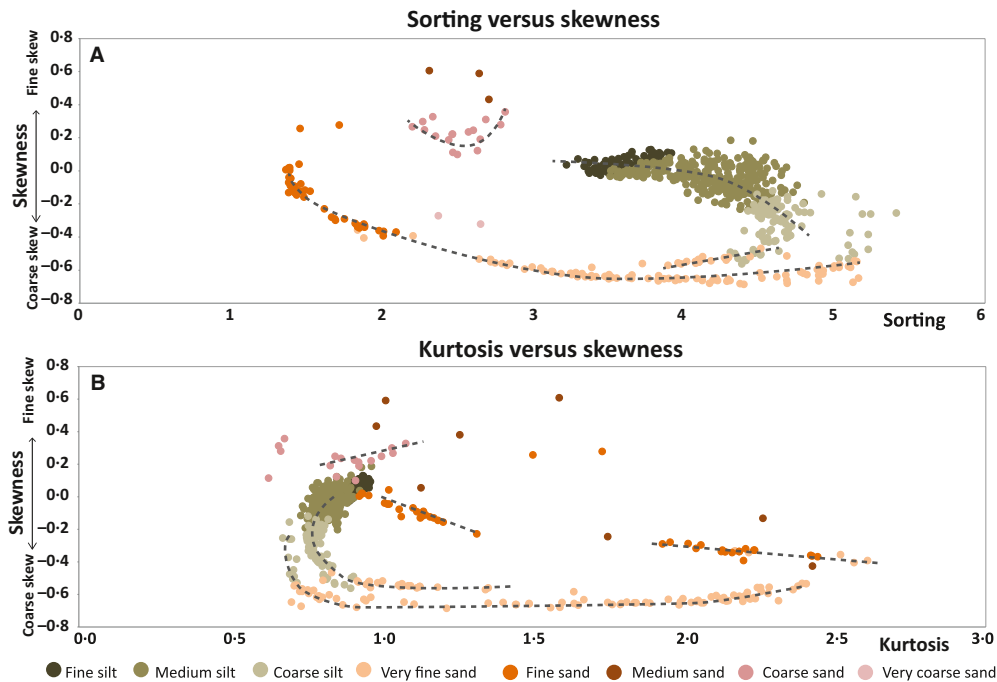 Sorting versus skewness
A
Fine skew
Skewness
Coarse skew
0·8
0·6
0·4
0·2
0·0
−0·2
−0·4
−0·6
−0·8
0 1 2 3 4 5 6
Sorting
Kurtosis versus skewness
B
Fine skew
Skewness
Coarse skew
0·8
0·6
0·4
0·2
0·0
−0·2
−0·4
−0·6
−0·8
0·0 0·5 1·0 1·5 2·0 2·5 3·0
Kurtosis
Fine silt Medium silt Coarse silt Very fine sand Fine sand Medium sand Coarse sand Very coarse sand